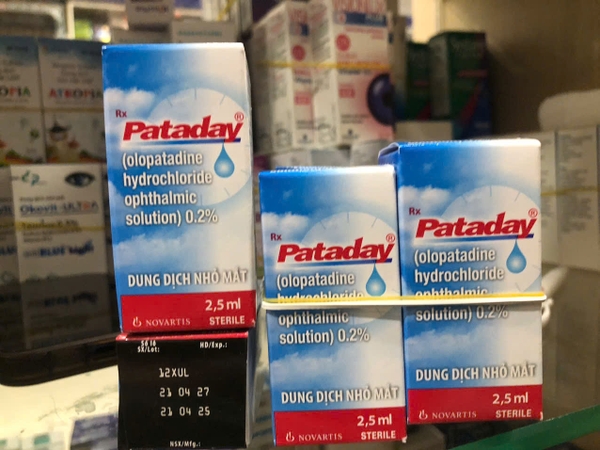 Rx
Pataday®
(olopatadine
hydrochloride
ophthalmic
solution) 0.2%
DUNG DỊCH NHỎ MẮT
2,5 ml
NOVARTIS STERILE
Số lô
SX/Lot: HD/Exp.:
12XUL
21 04 27
21 04 25
NSX/Mfg.:
Rx
Pataday®
(olopatadine
hydrochloride
ophthalmic
solution) 0.2%
DUNG DỊCH NHỎ MẮT
2,5 ml
NOVARTIS STERILE
Rx
Pataday®
(olopatadine
hydrochloride
ophthalmic
solution) 0.2%
DUNG DỊCH NHỎ MẮT
2,5 ml
NOVARTIS STERILE